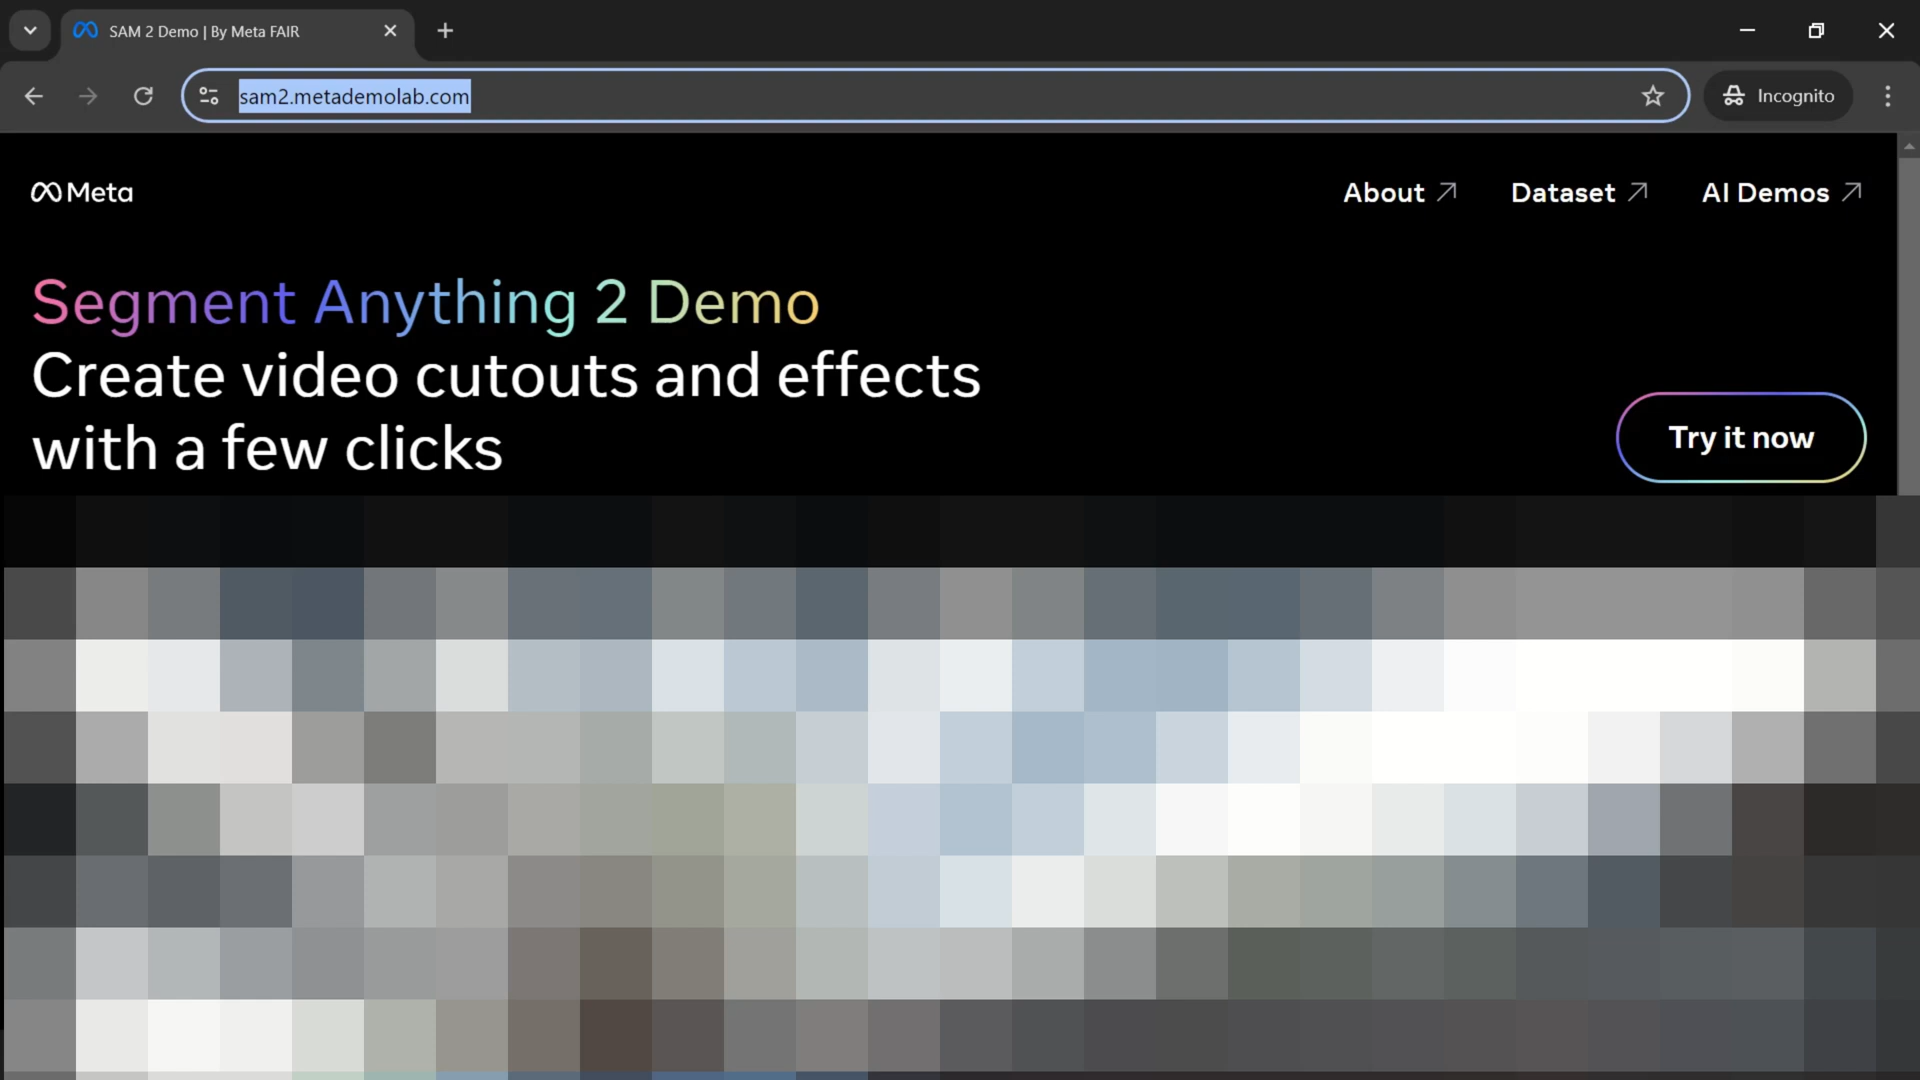 SAM 2 Demo | By Meta FAIR
sam2.metademolab.com
Incognito
Meta
About
Dataset
AI Demos
Segment Anything 2 Demo
Create video cutouts and effects
with a few clicks
Try it now